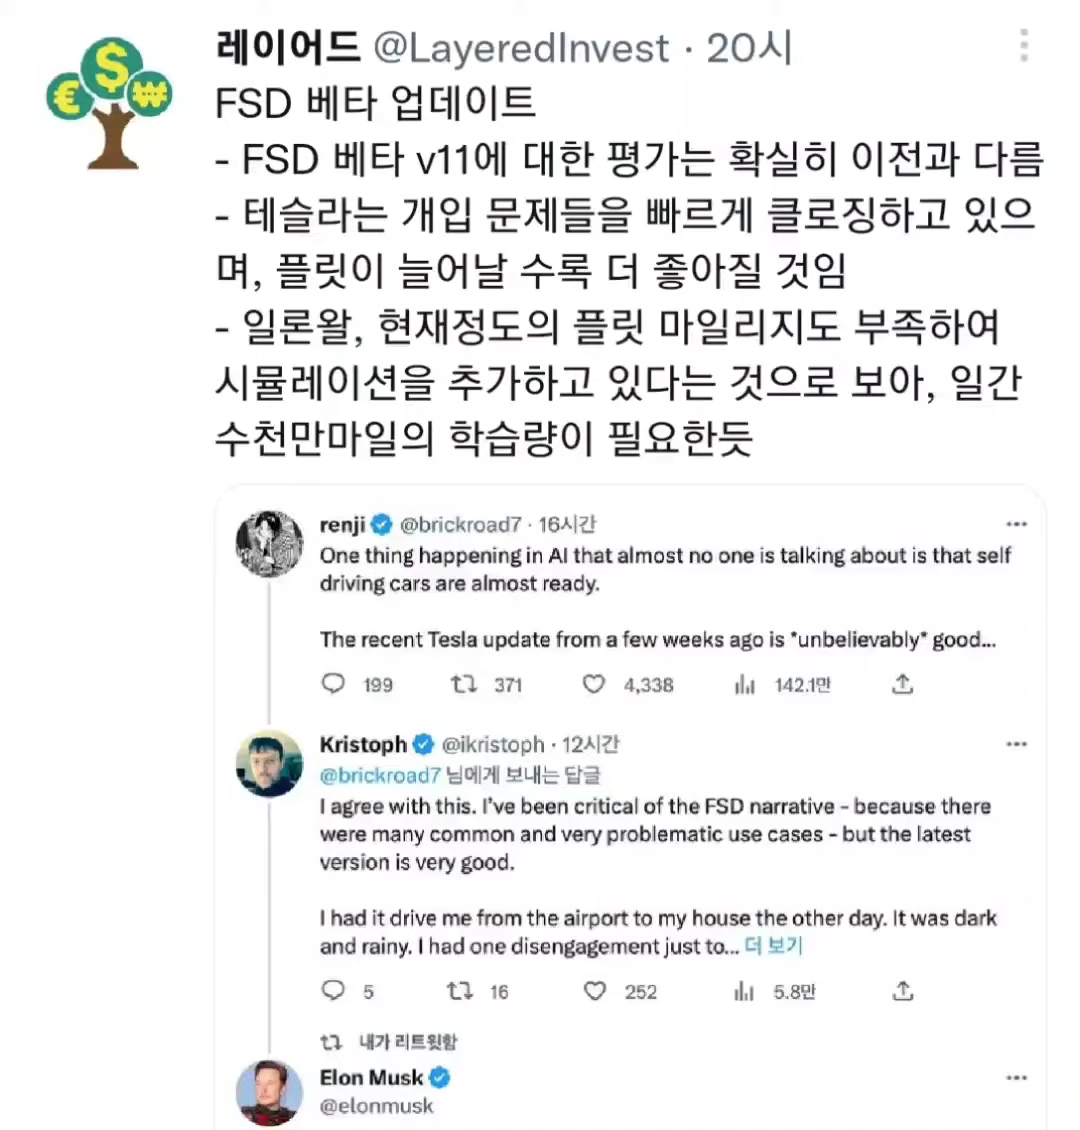 레이어드 @LayeredInvest · 20시
FSD 베타 업데이트
- FSD 베타 v11에 대한 평가는 확실히 이전과 다름
- 테슬라는 개입 문제들을 빠르게 클로징하고 있으
며, 플릿이 늘어날 수록 더 좋아질 것임
- 일론왈, 현재정도의 플릿 마일리지도 부족하여
시뮬레이션을 추가하고 있다는 것으로 보아, 일간
수천만마일의 학습량이 필요한듯
renji @brickroad7 · 16시간
One thing happening in AI that almost no one is talking about is that self
driving cars are almost ready.
The recent Tesla update from a few weeks ago is *unbelievably* good...
199 371 4,338 142.1만
Kristoph @ikristoph · 12시간
@brickroad7 님에게 보내는 답글
I agree with this. I've been critical of the FSD narrative - because there
were many common and very problematic use cases - but the latest
version is very good.
I had it drive me from the airport to my house the other day. It was dark
and rainy. I had one disengagement just to... 더 보기
5 16 252 5.8만
내가 리트윗함
Elon Musk
@elonmusk